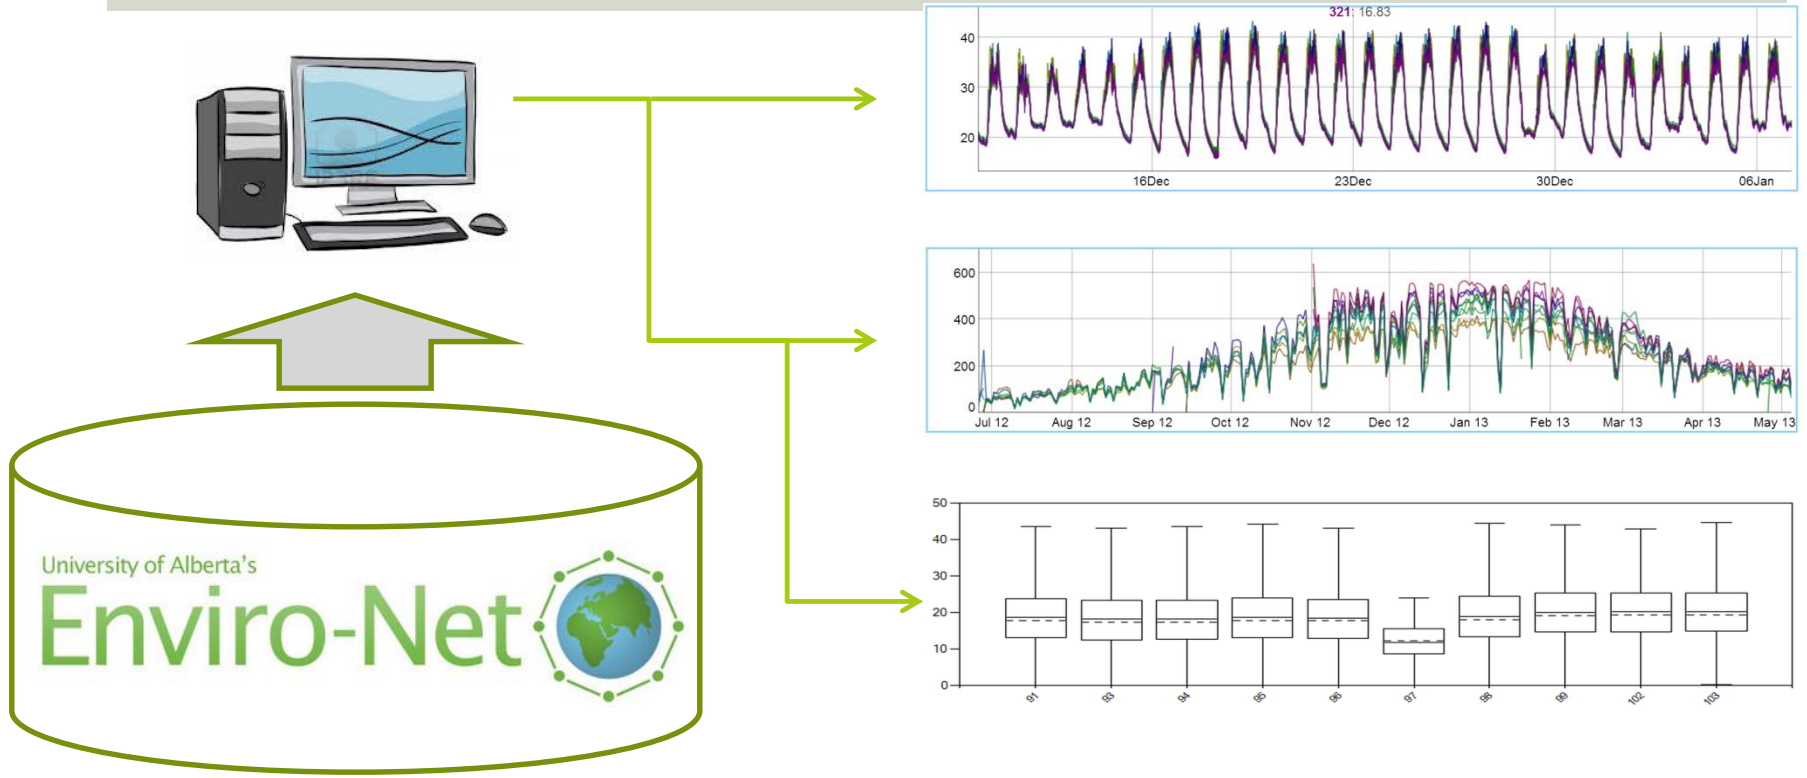 321: 16.83
40
30
20
16Dec 23Dec 30Dec 06Jan
600
400
200
0
Jul 12 Aug 12 Sep 12 Oct 12 Nov 12 Dec 12 Jan 13 Feb 13 Mar 13 Apr 13 May 13
50
40
30
20
10
0
91 93 94 95 96 97 98 99 102 103
University of Alberta's
Enviro-Net